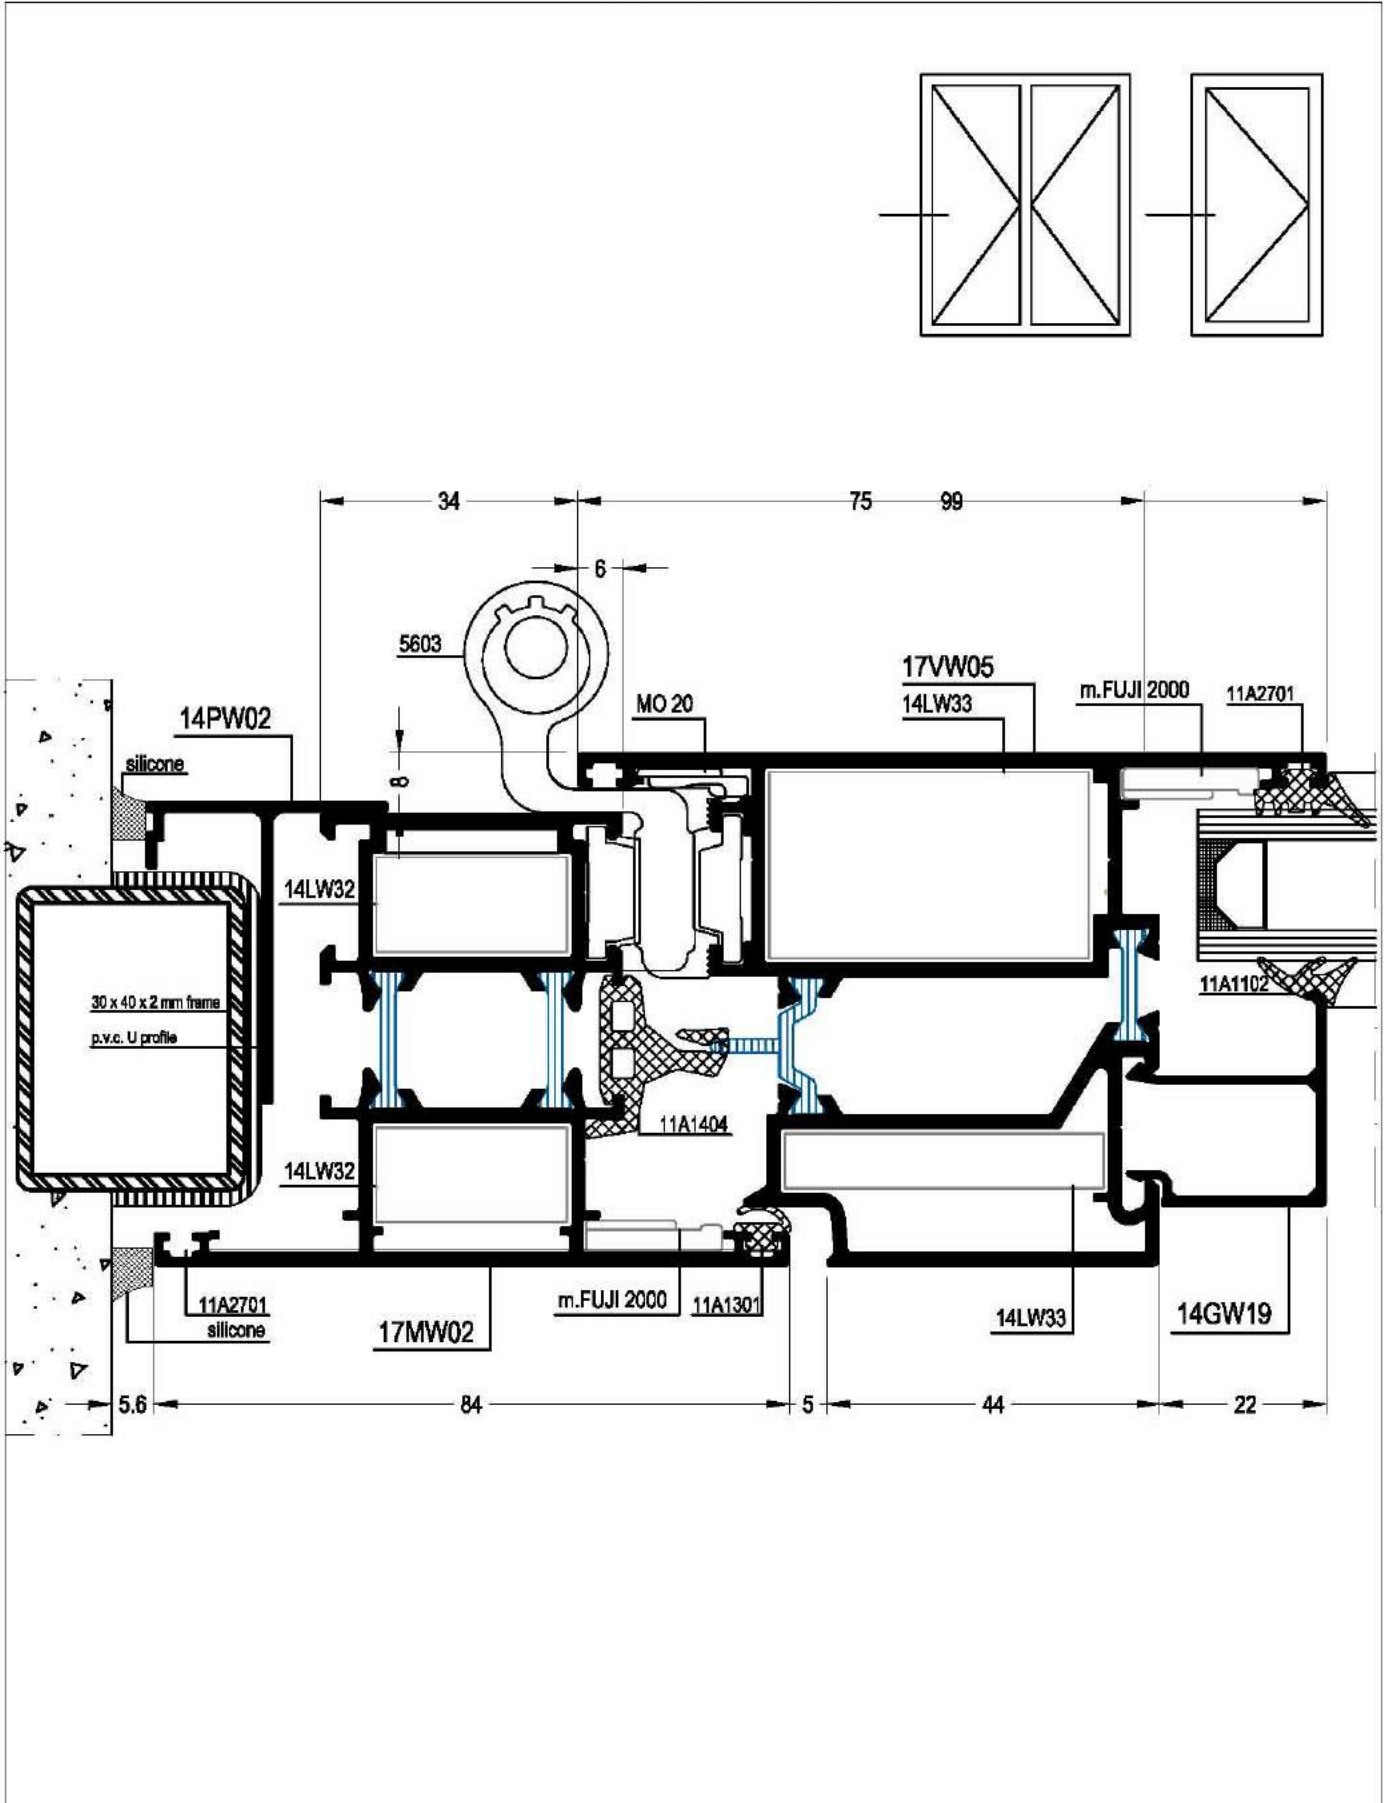 34
75
99
6
5603
17VW05
14LW33
m.FUJI 2000
11A2701
MO 20
14PW02
silicone
8
14LW32
11A1102
30 x 40 x 2 mm frame
p.v.c. U profile
11A1404
14LW32
11A2701
silicone
17MW02
m.FUJI 2000
11A1301
14LW33
14GW19
5.6
84
5
44
22